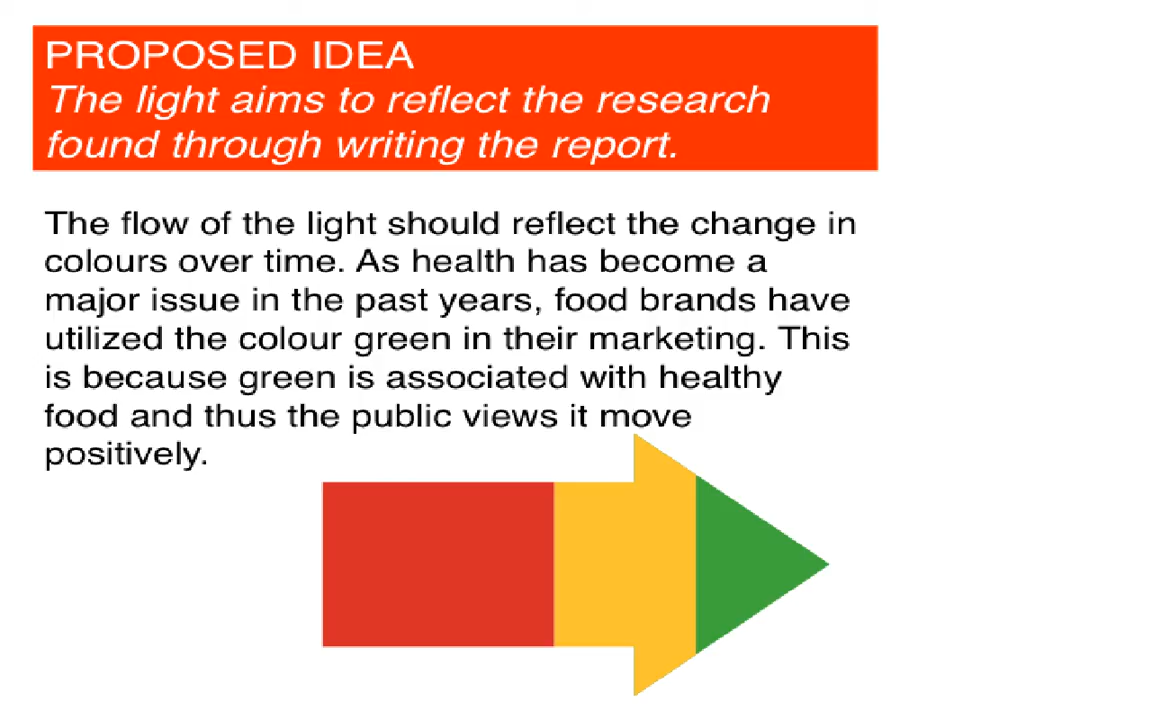 PROPOSED IDEA
The light aims to reflect the research
found through writing the report.
The flow of the light should reflect the change in
colours over time. As health has become a
major issue in the past years, food brands have
utilized the colour green in their marketing. This
is because green is associated with healthy
food and thus the public views it move
positively.